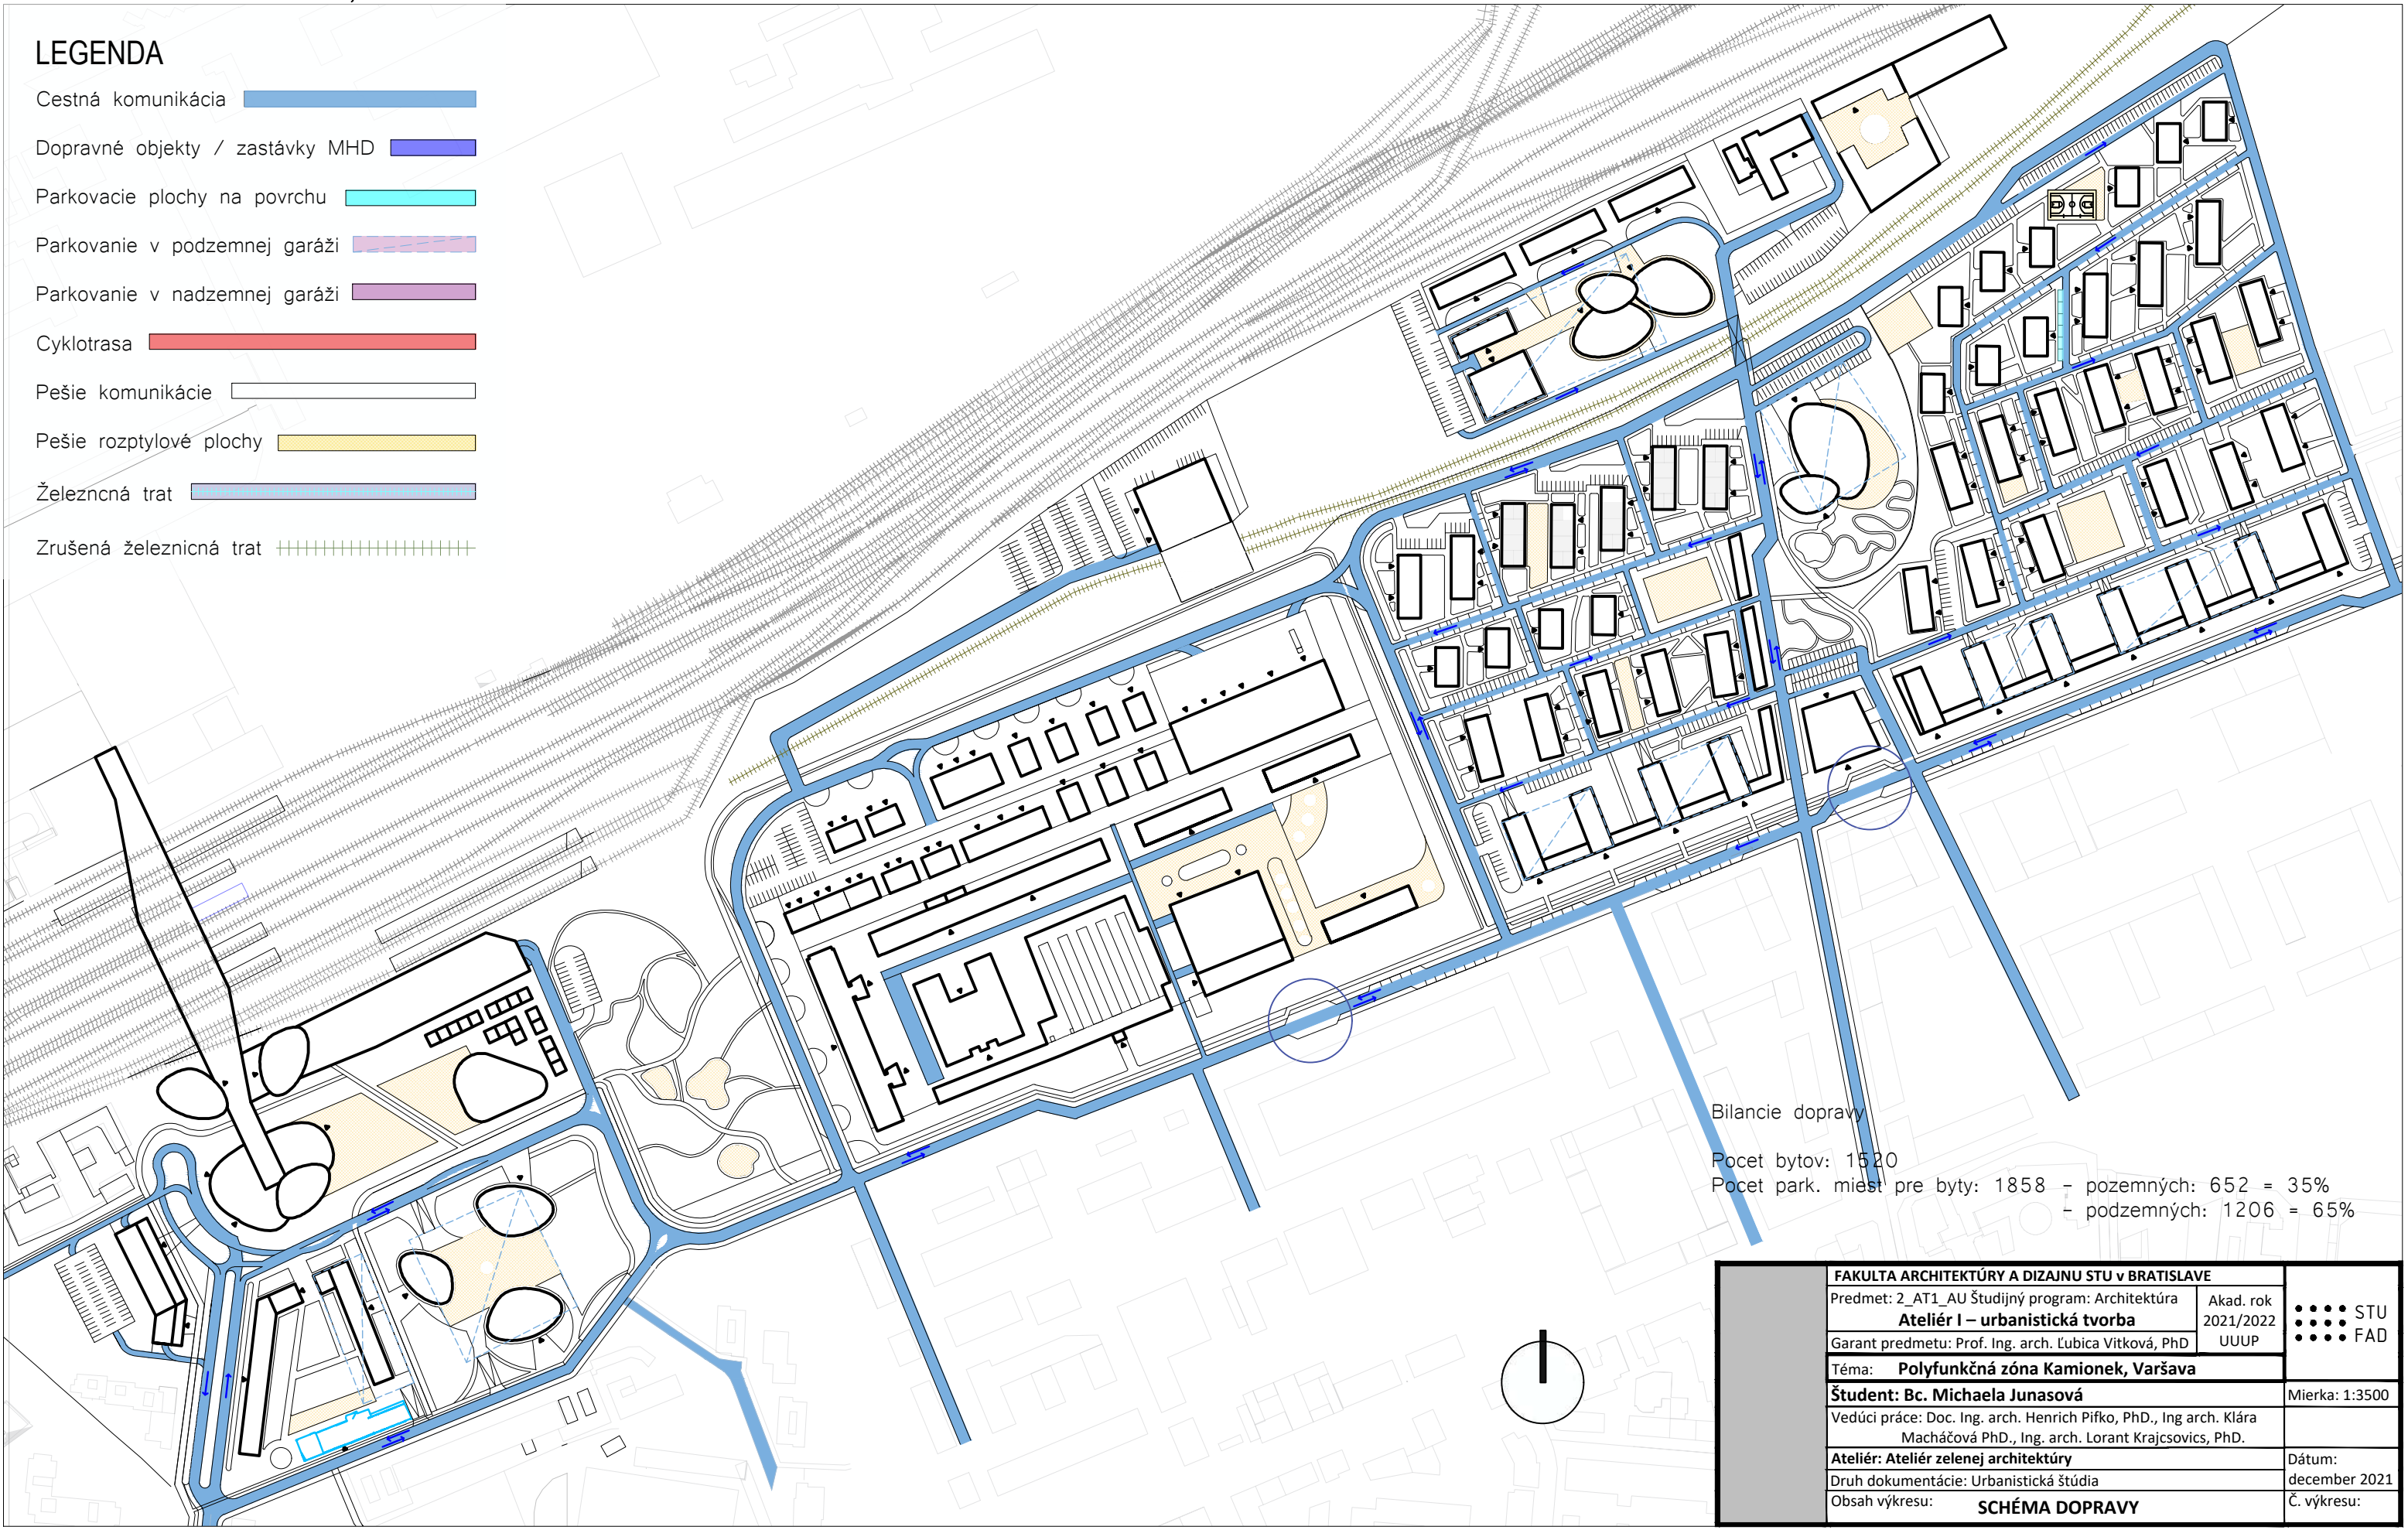 LEGENDA
Cestná komunikácia
Dopravné objekty / zastávky MHD
Parkovacie plochy na povrchu
Parkovanie v podzemnej garáži
Parkovanie v nadzemnej garáži
Cyklotrasa
Pešie komunikácie
Pešie rozptylové plochy
Železncná trat
Zrušená železnicná trat
Bilancie dopravy
Pocet bytov: 1520
Pocet park. miest pre byty: 1858 - pozemných: 652 = 35%
- podzemných: 1206 = 65%
FAKULTA ARCHITEKTÚRY A DIZAJNU STU v BRATISLAVE
Predmet: 2_AT1_AU Študijný program: Architektúra
Ateliér I – urbanistická tvorba
Garant predmetu: Prof. Ing. arch. Ľubica Vitková, PhD
Akad. rok
2021/2022
UUUP
STU
FAD
Téma: Polyfunkčná zóna Kamionek, Varšava
Študent: Bc. Michaela Junasová
Mierka: 1:3500
Vedúci práce: Doc. Ing. arch. Henrich Pifko, PhD., Ing arch. Klára
Macháčová PhD., Ing. arch. Lorant Krajcsovics, PhD.
Ateliér: Ateliér zelenej architektúry
Dátum:
Druh dokumentácie: Urbanistická štúdia
december 2021
Obsah výkresu: SCHÉMA DOPRAVY
Č. výkresu: